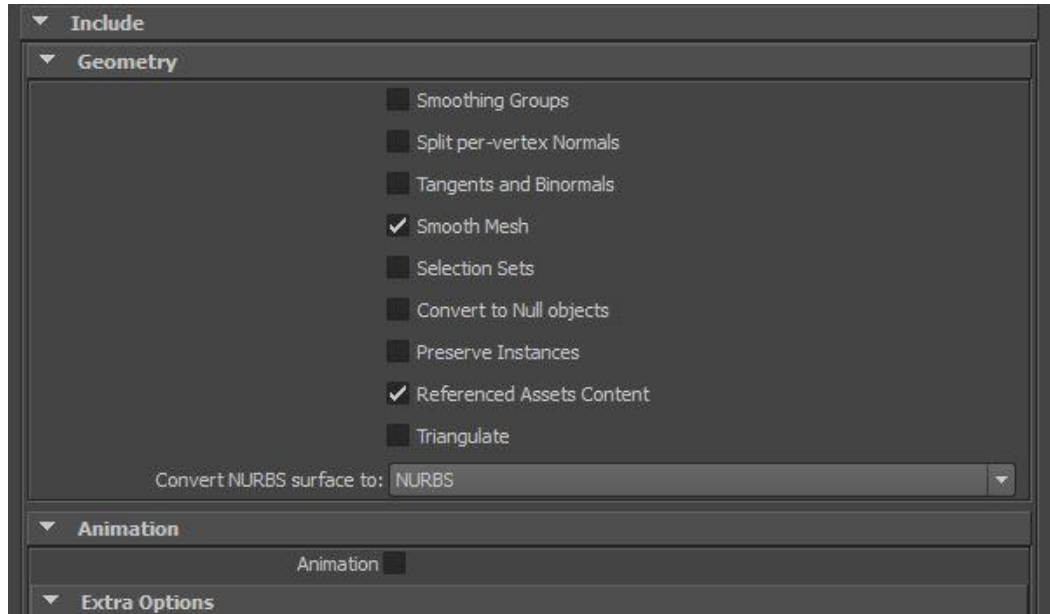 Include
Geometry
Smoothing Groups
Split per-vertex Normals
Tangents and Binormals
Smooth Mesh
Selection Sets
Convert to Null objects
Preserve Instances
Referenced Assets Content
Triangulate
Convert NURBS surface to: NURBS
Animation
Animation
Extra Options